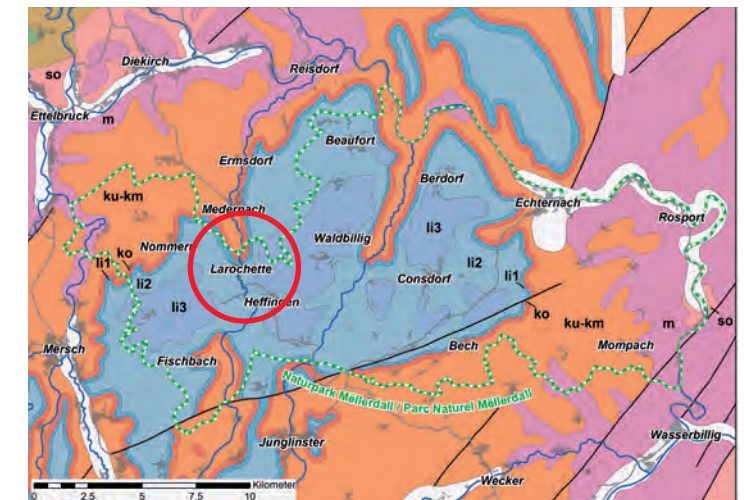 Diekirch
Reisdorf
so
Ettelbruck
m
Beaufort
Ermsdorf
Berdorf
ku-km
Echternach
Medernach
Rosport
Nommern
Waldbillig
li3
ko
li1
li2
Larochette
Consdorf
li2
li1
li3
Heffingen
ko
ku-km
m
so
Mersch
Fischbach
Bech
Mompach
Naturpark Mëllerdall / Parc Naturel Mëllerdall
Junglinster
Wasserbillig
Wecker
Kilometer
0 2.5 5 7.5 10